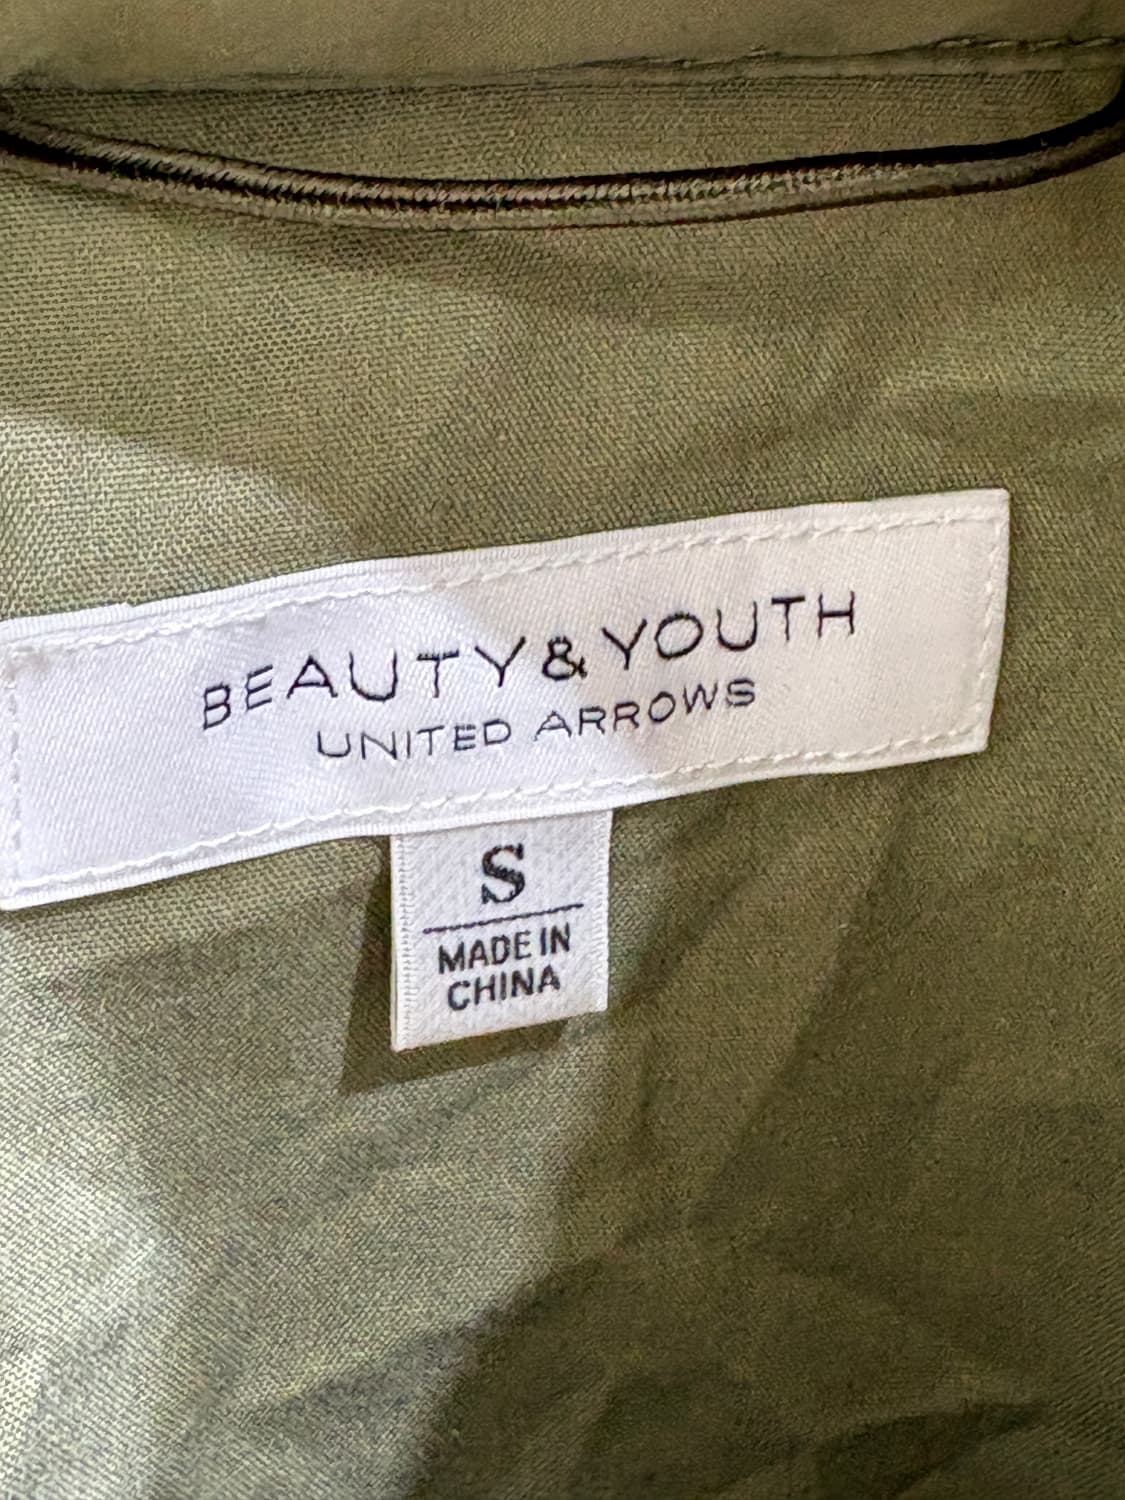 BEAUTY & YOUTH
UNITED ARROWS
S
MADE IN
CHINA